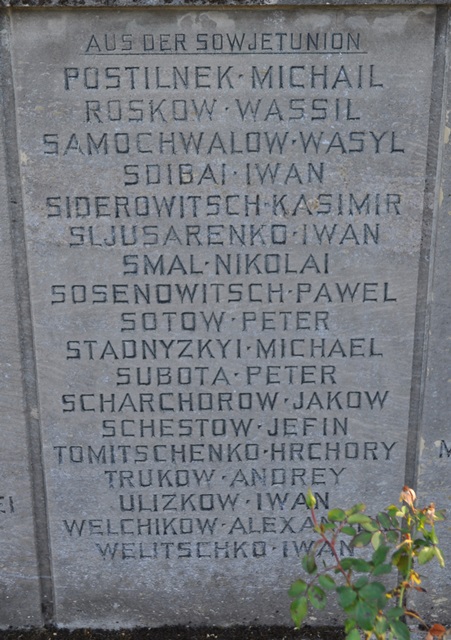 AUS DER SOWJETUNION
POSTILNEK·MICHAIL
ROSKOW·WASSIL
SAMOCHWALOW·WASYL
SDIBAI·IWAN
SIDEROWITSCH·KASIMIR
SLJUSARENKO·IWAN
SMAL·NIKOLAI
SOSENOWITSCH·PAWEL
SOTOW·PETER
STADNYZKYI·MICHAEL
SUBOTA·PETER
SCHARCHOROW·JAKOW
SCHESTOW·JEFIN
TOMITSCHENKO·HRCHORY
TRUKOW·ANDREY
ULIZKOW·IWAN
WELCHIKOW·
WELITSCHKO·IWAN